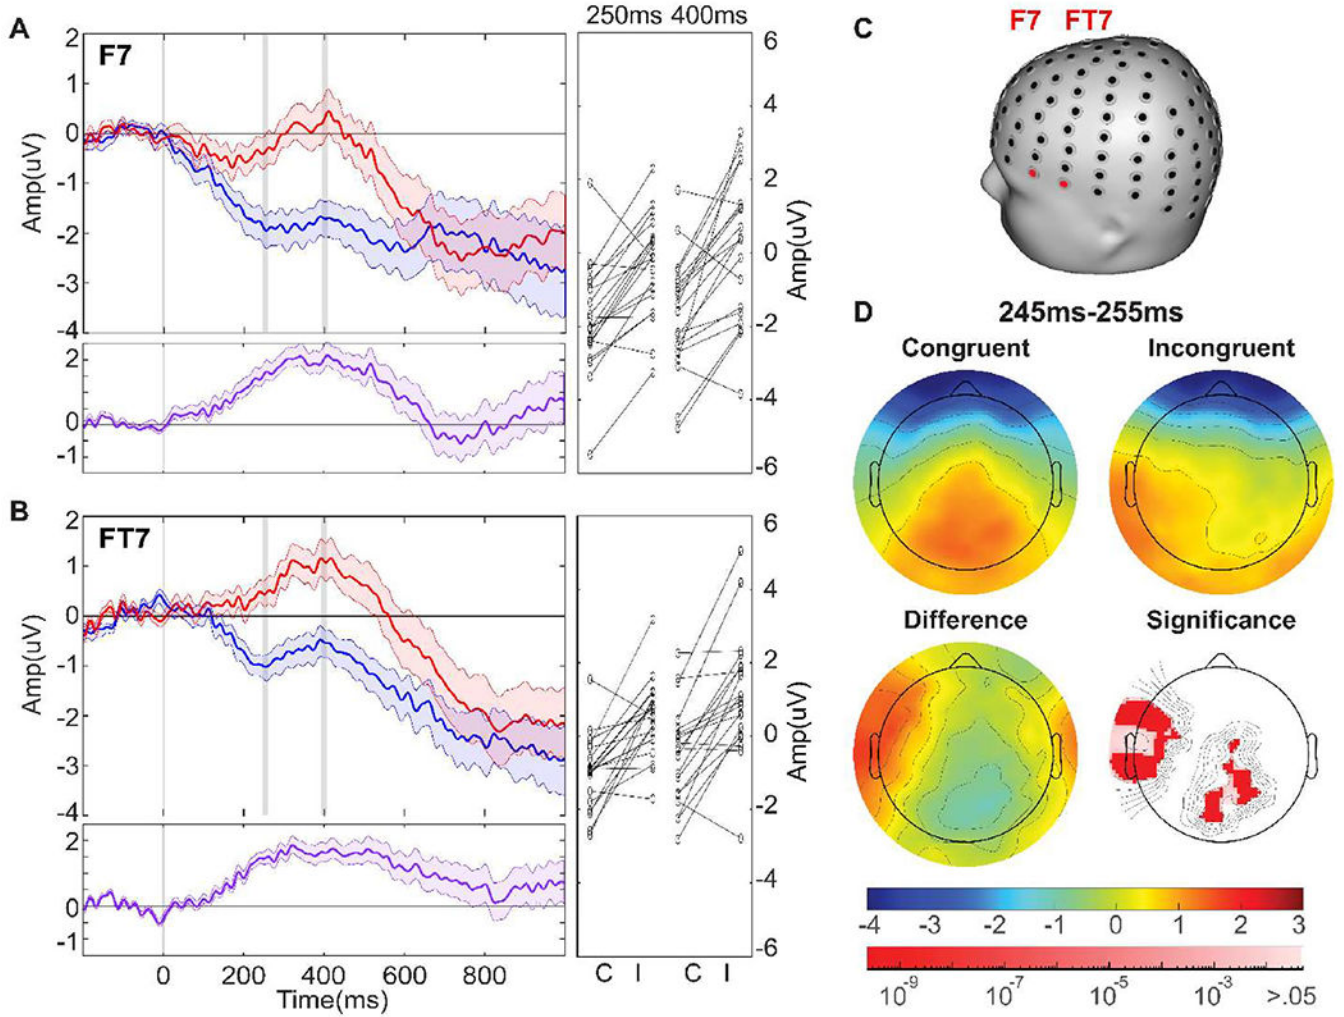 A
F7
2
1
0
-1
-2
-3
-4
Amp(uV)
2
0
-1
250ms 400ms
6
4
2
0
-2
-4
-6
Amp(uV)
B
FT7
2
1
0
-1
-2
-3
-4
Amp(uV)
2
0
-1
0 200 400 600 800
Time(ms)
6
4
2
0
-2
-4
-6
Amp(uV)
C I C I
C
F7 FT7
D
245ms-255ms
Congruent Incongruent
Difference Significance
-4 -3 -2 -1 0 1 2 3
10-9 10-7 10-5 10-3 >.05